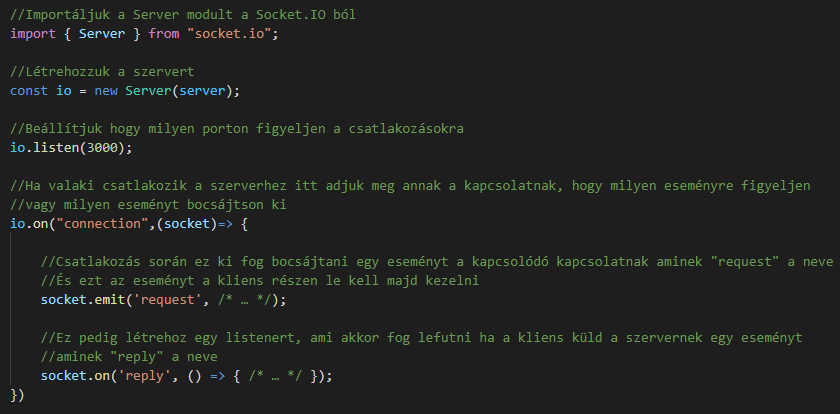 //Importáljuk a Server modult a Socket.IO ból
import { Server } from "socket.io";
//Létrehozzuk a szervert
const io = new Server(server);
//Beállítjuk hogy milyen porton figyeljen a csatlakozásokra
io.listen(3000);
//Ha valaki csatlakozik a szerverhez itt adjuk meg annak a kapcsolatnak, hogy milyen eseményre figyeljen
//vagy milyen eseményt bocsájtson ki
io.on("connection",(socket)=> {
//Csatlakozás során ez ki fog bocsájtani egy eseményt a kapcsolódó kapcsolatnak aminek "request" a neve
//És ezt az eseményt a kliens részen le kell majd kezelni
socket.emit('request', /* … */);
//Ez pedig létrehoz egy listenert, ami akkor fog lefutni ha a kliens küld a szervernek egy eseményt
//aminek "reply" a neve
socket.on('reply', () => { /* … */ });
})